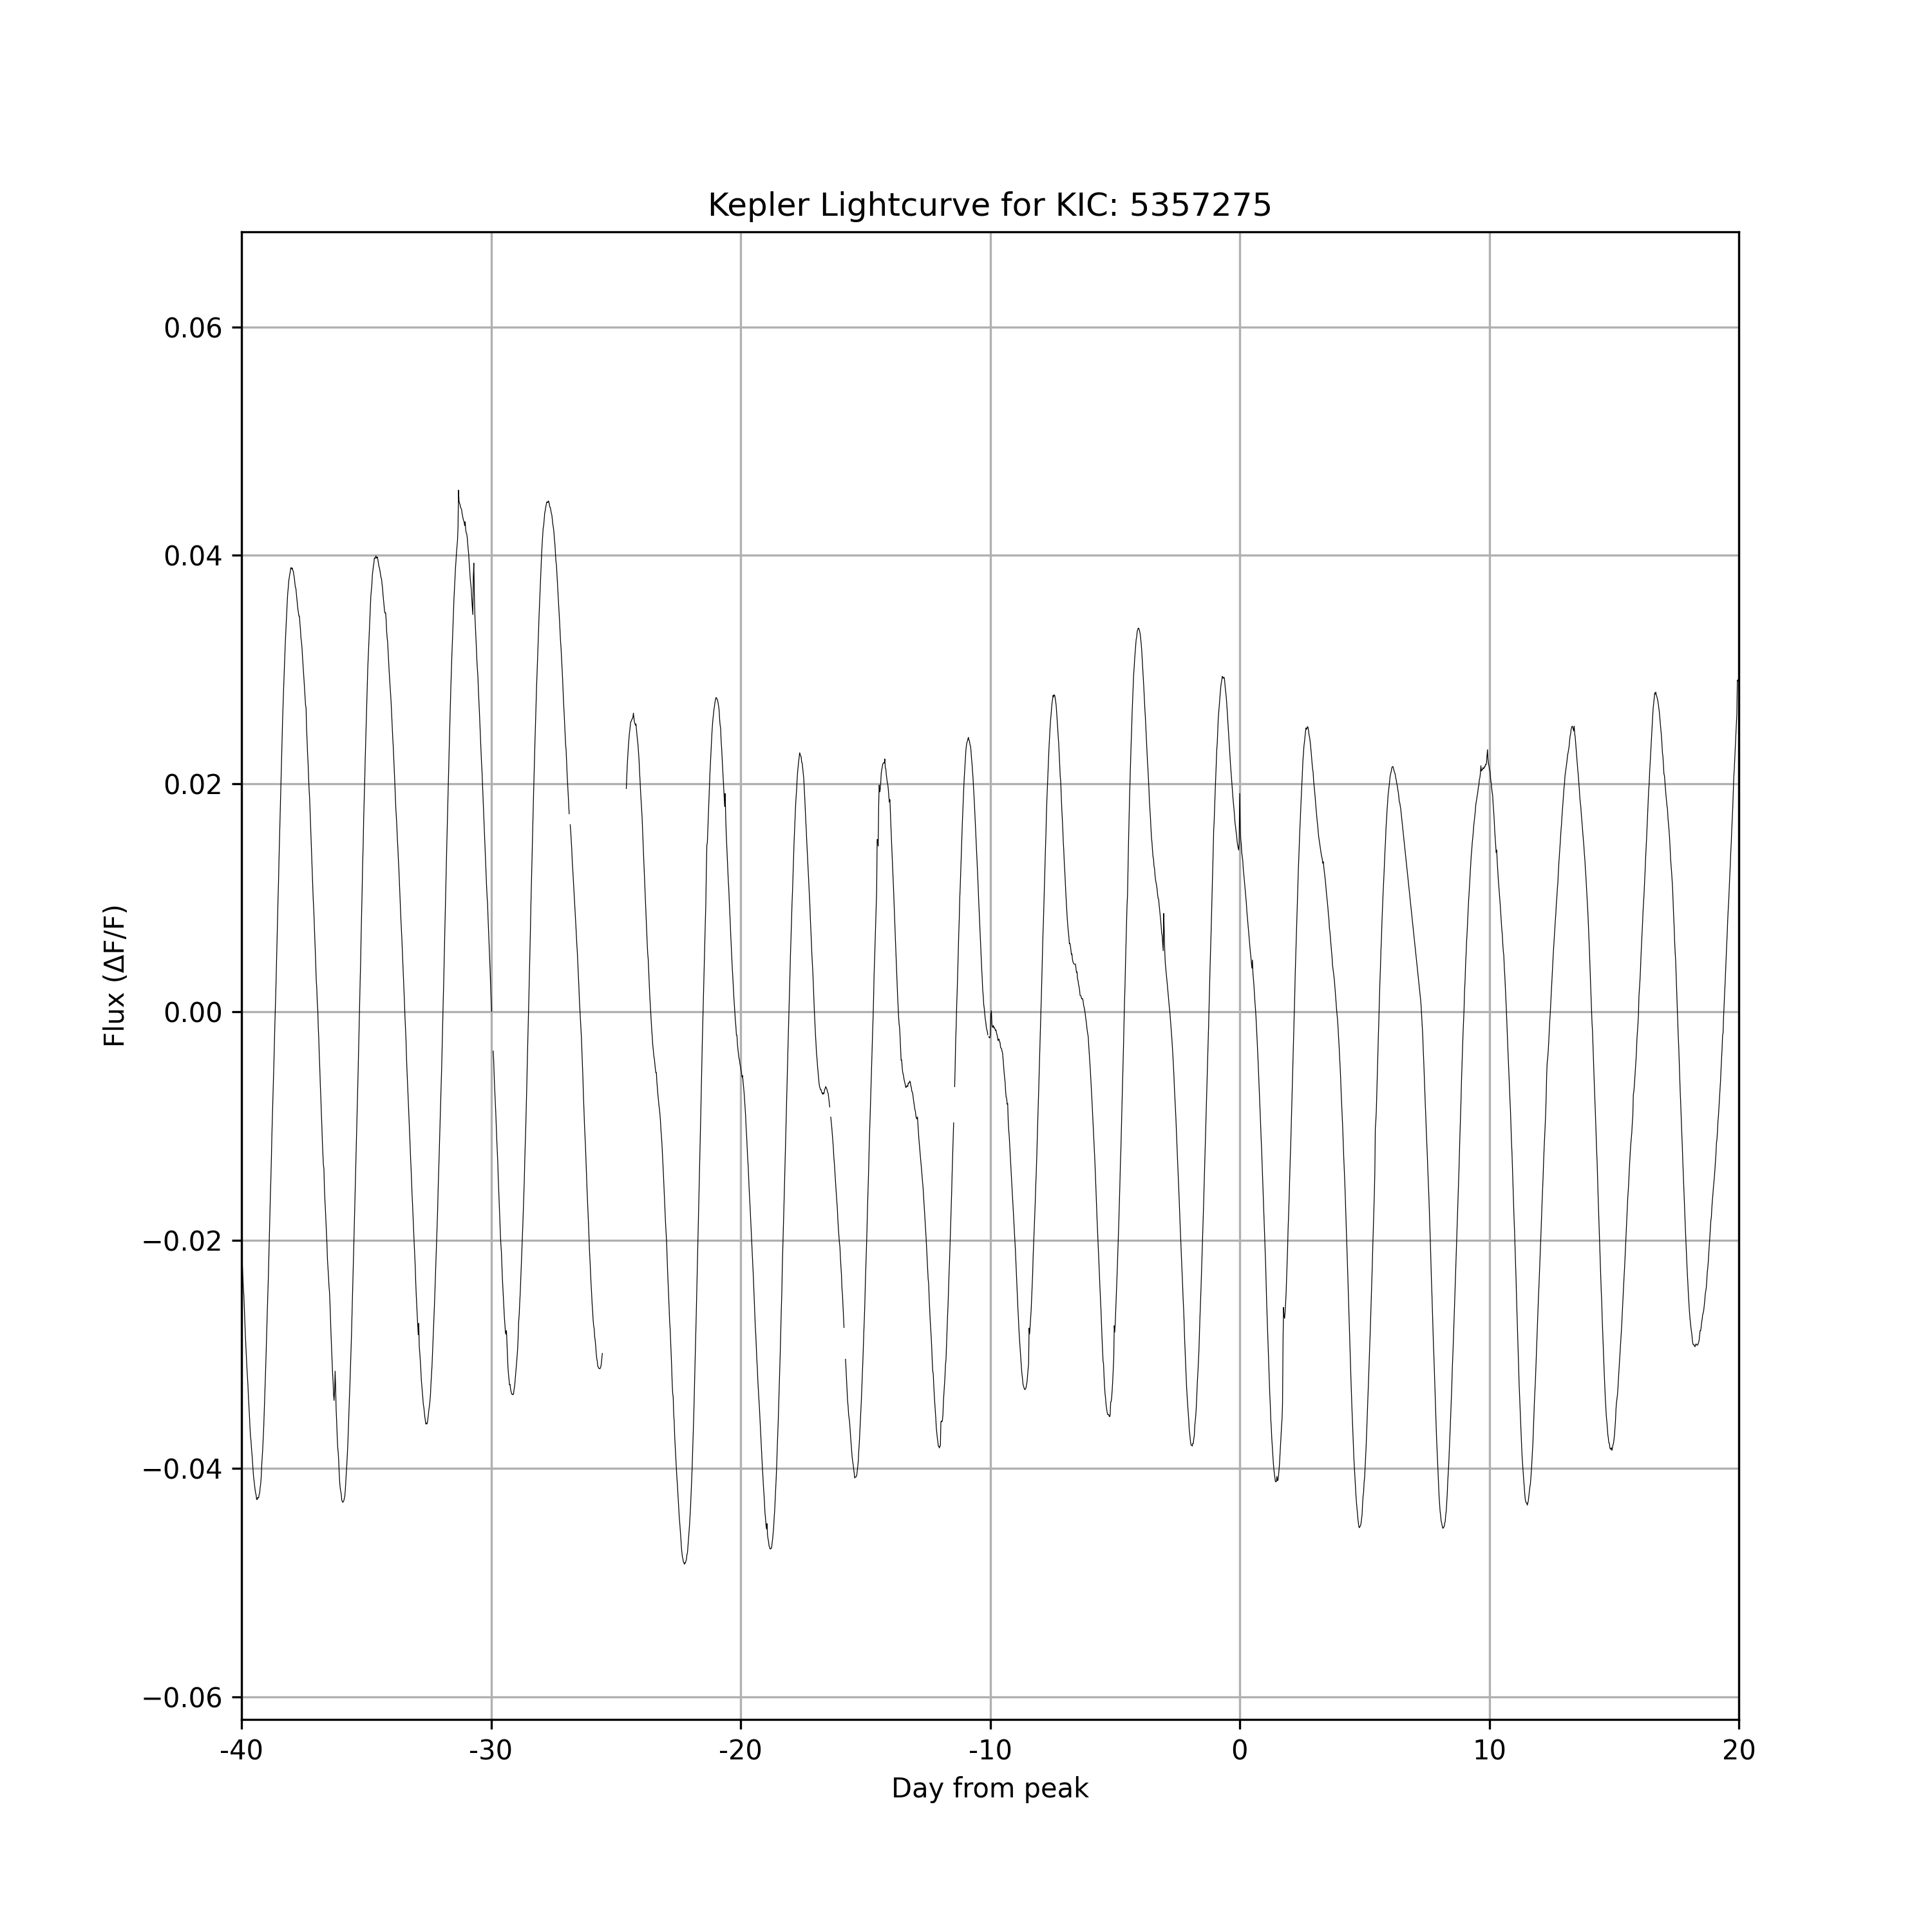 Kepler Lightcurve for KIC: 5357275
0.06
0.04
0.02
0.00
−0.02
−0.04
−0.06
Flux (ΔF/F)
-40 -30 -20 -10 0 10 20
Day from peak